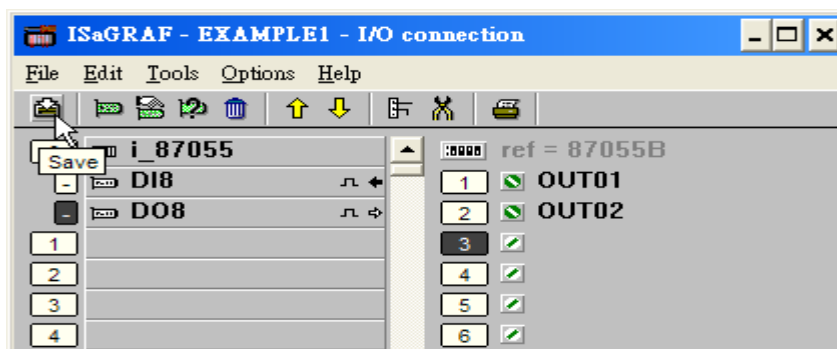 ISaGRAF - EXAMPLE1 - I/O connection
File Edit Tools Options Help
i_87055 ref = 87055B
Save
- DI8 1 OUT01
- DO8 2 OUT02
1 3
2 4
3 5
4 6